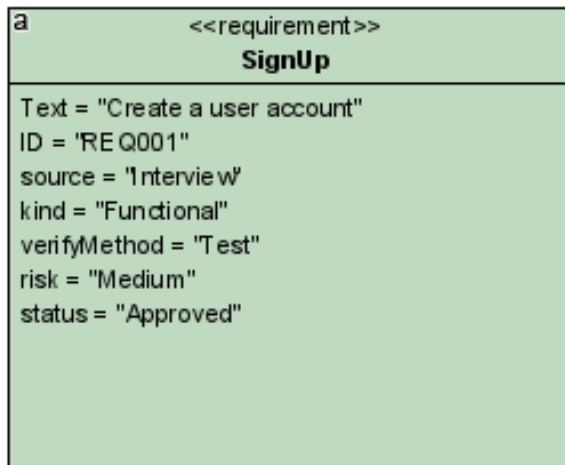 a
<<requirement>>
SignUp
Text = "Create a user account"
ID = "REQ001"
source = "Interview"
kind = "Functional"
verifyMethod = "Test"
risk = "Medium"
status = "Approved"